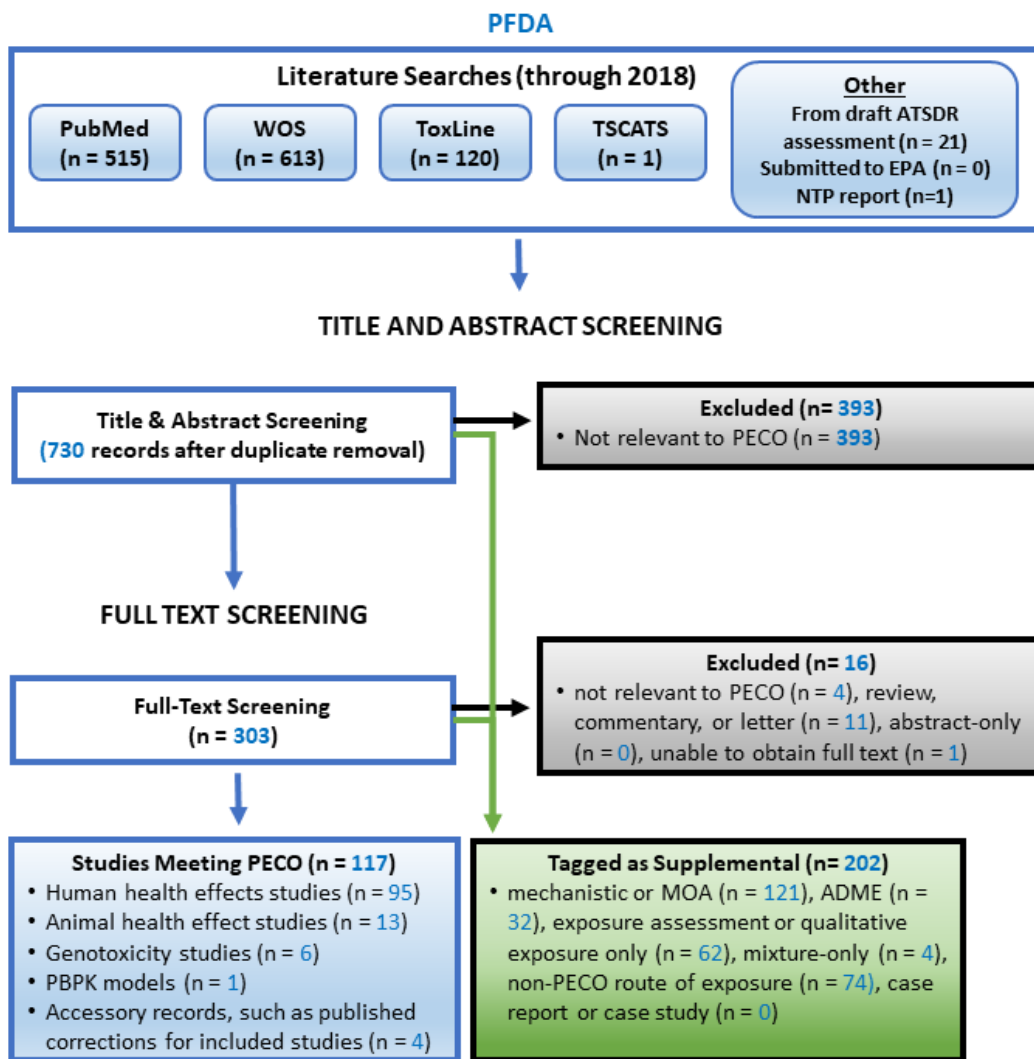 PFDA
Literature Searches (through 2018)
PubMed
(n = 515)
WOS
(n = 613)
ToxLine
(n = 120)
TSCATS
(n = 1)
Other
From draft ATSDR
assessment (n = 21)
Submitted to EPA (n = 0)
NTP report (n=1)
TITLE AND ABSTRACT SCREENING
Title & Abstract Screening
(730 records after duplicate removal)
Excluded (n= 393)
• Not relevant to PECO (n = 393)
FULL TEXT SCREENING
Full-Text Screening
(n = 303)
Excluded (n= 16)
• not relevant to PECO (n = 4), review,
commentary, or letter (n = 11), abstract-only
(n = 0), unable to obtain full text (n = 1)
Studies Meeting PECO (n = 117)
• Human health effects studies (n = 95)
• Animal health effect studies (n = 13)
• Genotoxicity studies (n = 6)
• PBPK models (n = 1)
• Accessory records, such as published
corrections for included studies (n = 4)
Tagged as Supplemental (n= 202)
• mechanistic or MOA (n = 121), ADME (n =
32), exposure assessment or qualitative
exposure only (n = 62), mixture-only (n = 4),
non-PECO route of exposure (n = 74), case
report or case study (n = 0)